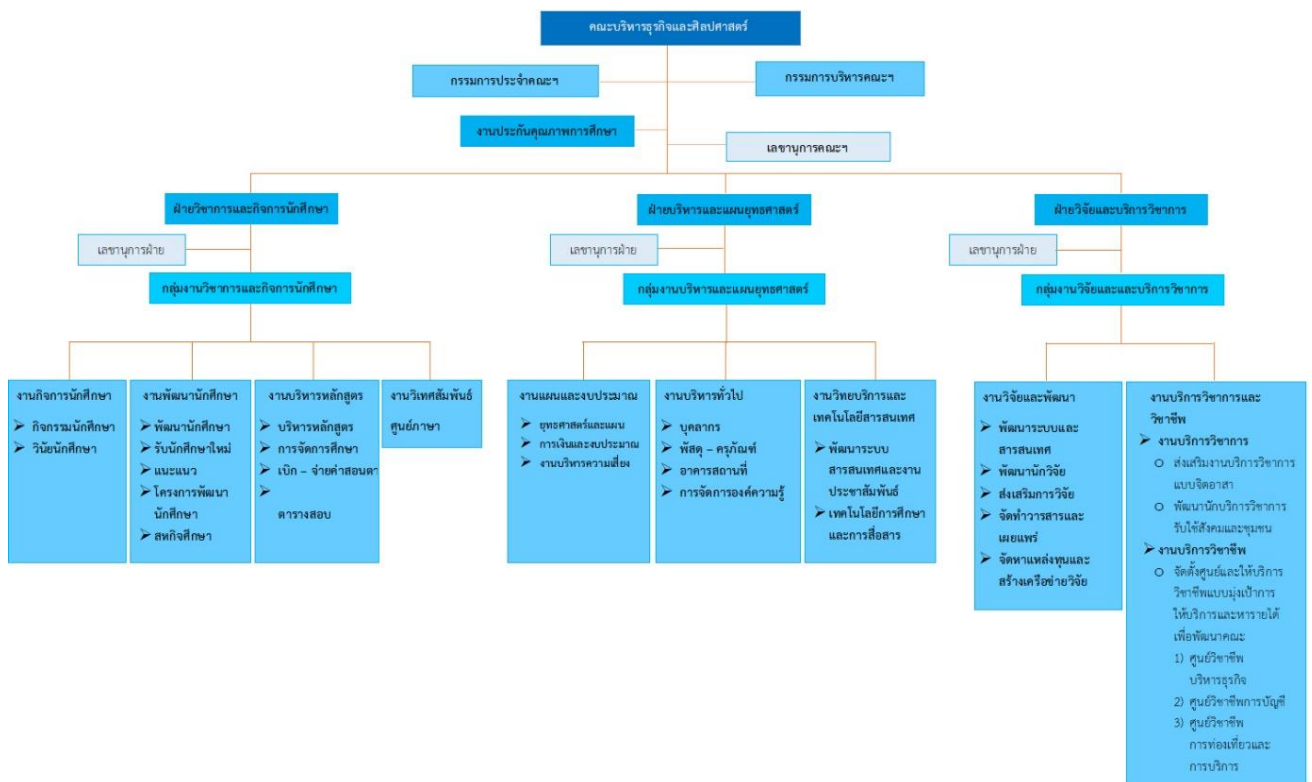 คณะบริหารธุรกิจและศิลปศาสตร์
กรรมการประจำคณะฯ
กรรมการบริหารคณะฯ
งานประกันคุณภาพการศึกษา
เลขานุการคณะฯ
ฝ่ายวิชาการและกิจการนักศึกษา
ฝ่ายบริหารและแผนยุทธศาสตร์
ฝ่ายวิจัยและบริการวิชาการ
เลขานุการฝ่าย
เลขานุการฝ่าย
เลขานุการฝ่าย
กลุ่มงานวิชาการและกิจการนักศึกษา
กลุ่มงานบริหารและแผนยุทธศาสตร์
กลุ่มงานวิจัยและและบริการวิชาการ
งานกิจการนักศึกษา
➤ กิจกรรมนักศึกษา
➤ วินัยนักศึกษา
งานพัฒนานักศึกษา
➤ พัฒนานักศึกษา
➤ รับนักศึกษาใหม่
➤ แนะแนว
➤ โครงการพัฒนา
นักศึกษา
➤ สหกิจศึกษา
งานบริหารหลักสูตร
➤ บริหารหลักสูตร
➤ การจัดการศึกษา
➤ เบิก – จ่ายค่าสอนตา
➤
ตารางสอบ
งานวิเทศสัมพันธ์
ศูนย์ภาษา
งานแผนและงบประมาณ
➤ ยุทธศาสตร์และแผน
➤ การเงินและงบประมาณ
➤ งานบริหารความเสี่ยง
งานบริหารทั่วไป
➤ บุคลากร
➤ พัสดุ – ครุภัณฑ์
➤ อาคารสถานที่
➤ การจัดการองค์ความรู้
งานวิทยบริการและ
เทคโนโลยีสารสนเทศ
➤ พัฒนาระบบ
สารสนเทศและงาน
ประชาสัมพันธ์
➤ เทคโนโลยีการศึกษา
และการสื่อสาร
งานวิจัยและพัฒนา
➤ พัฒนาระบบและ
สารสนเทศ
➤ พัฒนานักวิจัย
➤ ส่งเสริมการวิจัย
➤ จัดทำวารสารและ
เผยแพร่
➤ จัดหาแหล่งทุนและ
สร้างเครือข่ายวิจัย
งานบริการวิชาการและ
วิชาชีพ
➤ งานบริการวิชาการ
○ ส่งเสริมงานบริการวิชาการ
แบบจิตอาสา
○ พัฒนานักบริการวิชาการ
รับใช้สังคมและชุมชน
➤ งานบริการวิชาชีพ
○ จัดตั้งศูนย์และให้บริการ
วิชาชีพแบบมุ่งเป้าการ
ให้บริการและหารายได้
เพื่อพัฒนาคณะ
1) ศูนย์วิชาชีพ
บริหารธุรกิจ
2) ศูนย์วิชาชีพการบัญชี
3) ศูนย์วิชาชีพ
การท่องเที่ยวและ
การบริการ